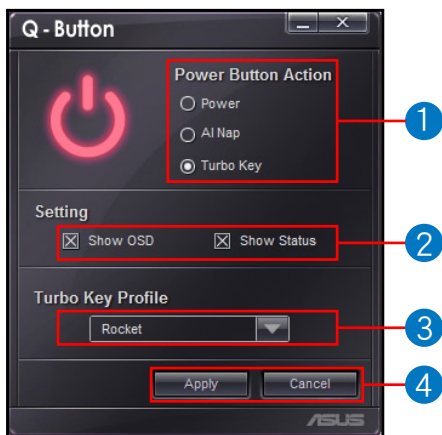 Q - Button
Power Button Action
Power
AI Nap
Turbo Key
1
Setting
Show OSD
Show Status
2
Turbo Key Profile
Rocket
3
Apply
Cancel
4
ASUS